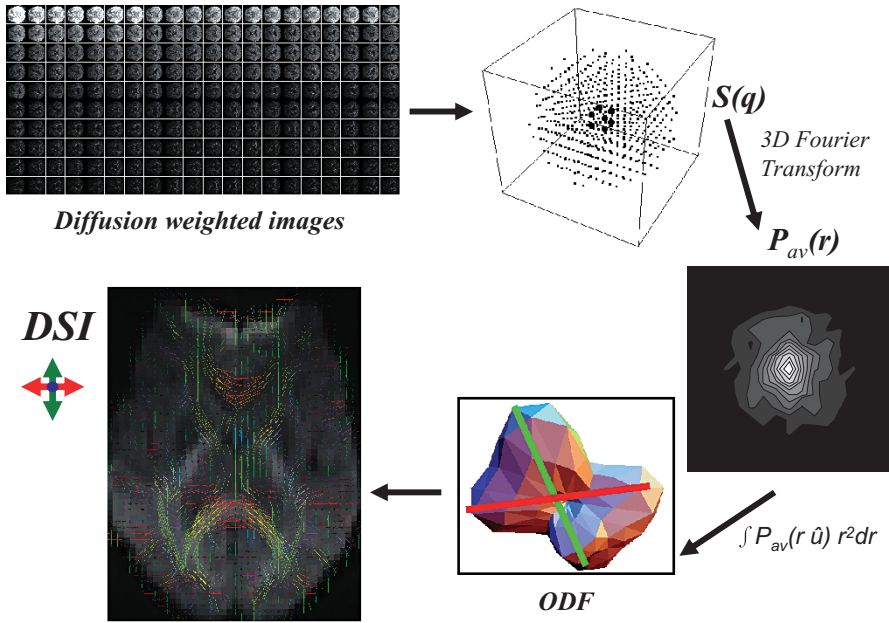 Diffusion weighted images
S(q)
3D Fourier
Transform
P_av(r)
∫ P_av(r û) r²dr
ODF
DSI